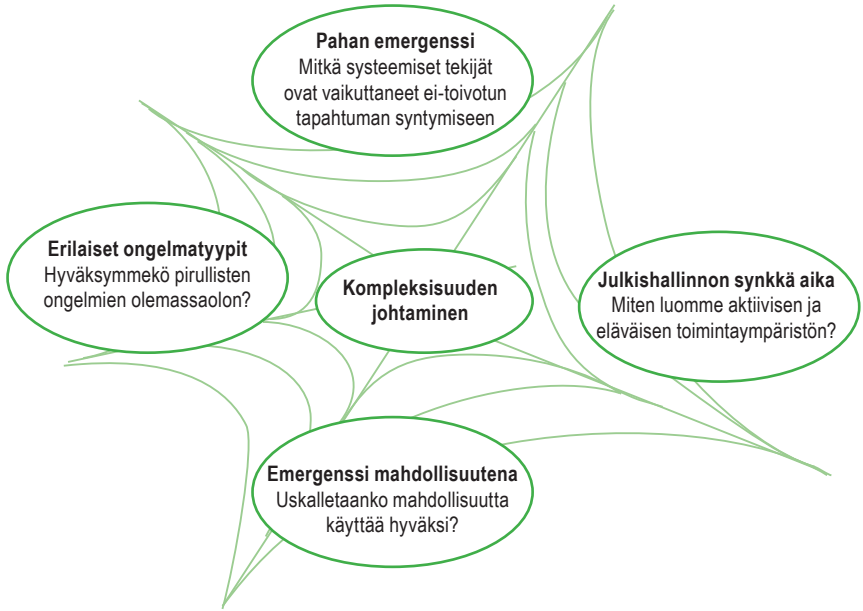 Pahan emergenssi
Mitkä systeemiset tekijät
ovat vaikuttaneet ei-toivotun
tapahtuman syntymiseen
Erilaiset ongelmatyypit
Hyväksymmekö pirullisten
ongelmien olemassaolon?
Kompleksisuuden
johtaminen
Julkishallinnon synkkä aika
Miten luomme aktiivisen ja
eläväisen toimintaympäristön?
Emergenssi mahdollisuutena
Uskalletaanko mahdollisuutta
käyttää hyväksi?